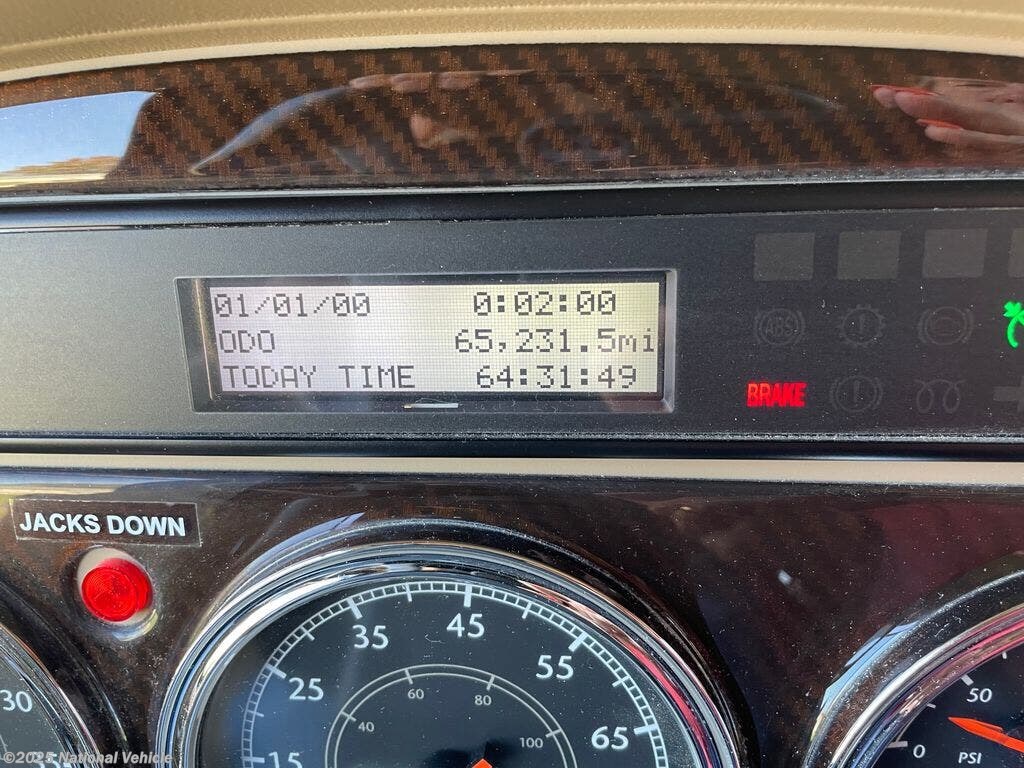 01/01/00 0:02:00
ODO 65,231.5mi
TODAY TIME 64:31:49
ABS
BRAKE
JACKS DOWN
15 25 35 45 55 65
40 60 80 100
30
0 50
PSI
©2025 National Vehicle